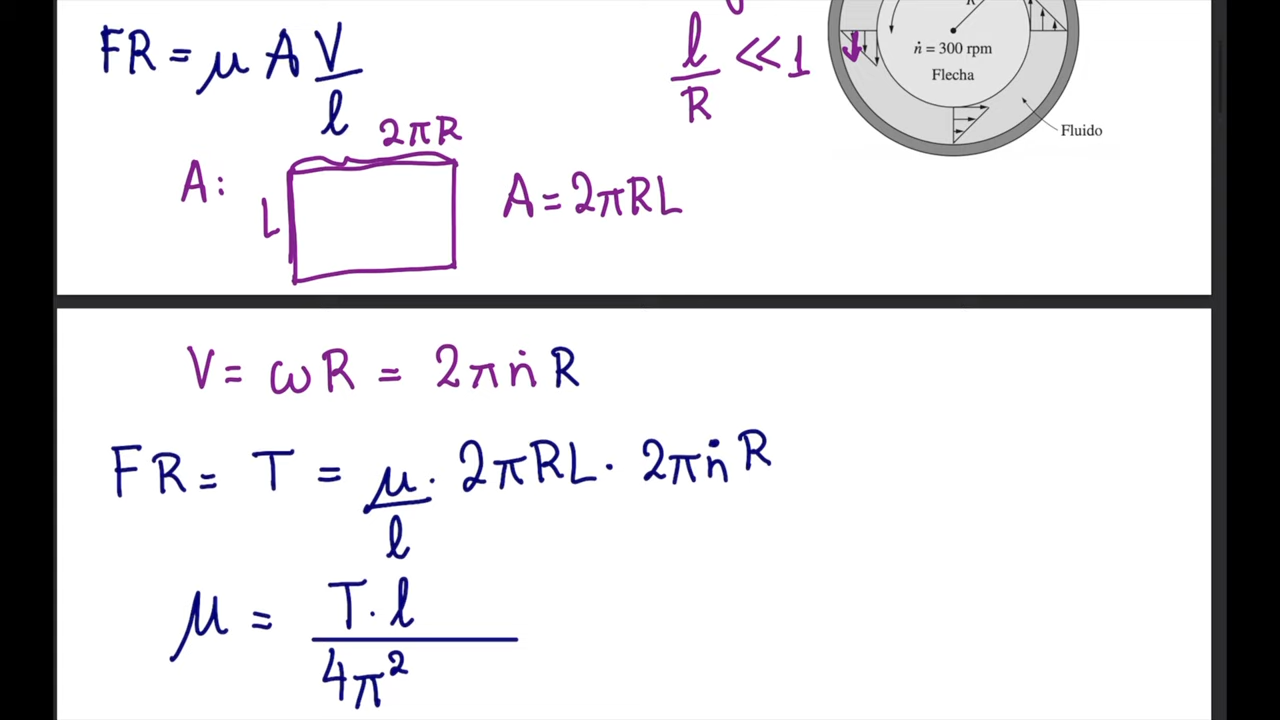 FR = μ A V/l
l/R << 1
R
ṅ = 300 rpm
Flecha
Fluido
2πR
A:
L
A = 2πRL
V = ωR = 2πṅR
FR = T = μ/l · 2πRL · 2πṅR
μ = T·l/4π²